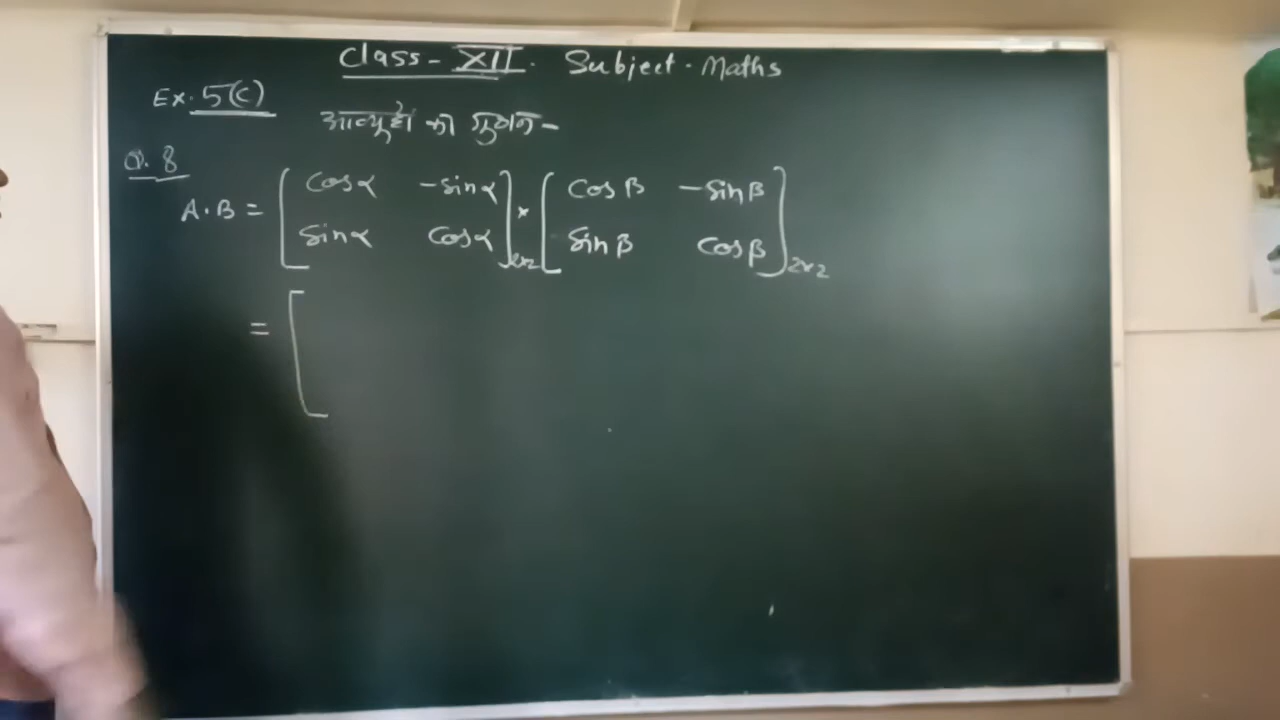 Class - XII. Subject. Maths
Ex. 5(C)
आव्यूहों का गुणन -
Q. 8
A.B = [ cosα -sinα ]2x2 × [ Cosβ -Sinβ ]2x2
Sinα Cosα Sinβ Cosβ
= [